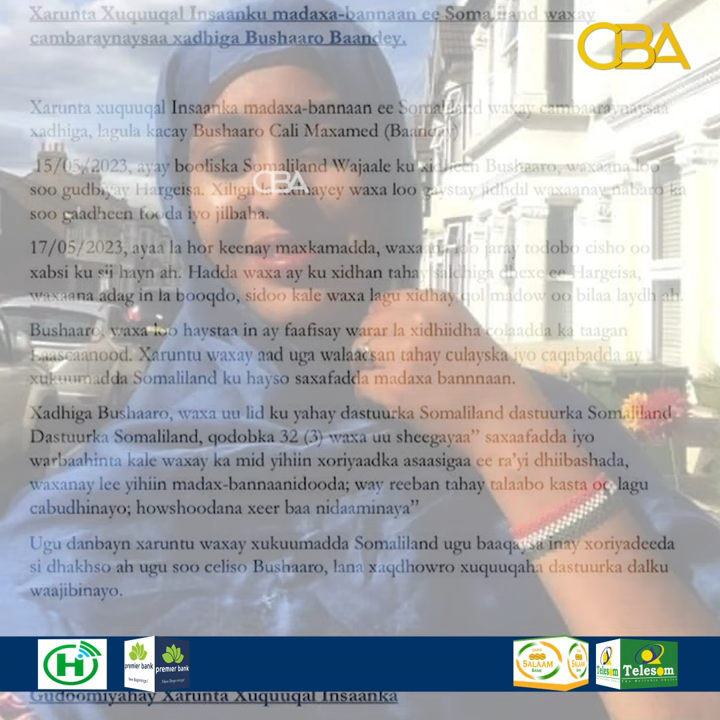 Xarunta Xuquuqal Insaanku madaxa-bannaan ee Somaliland waxay
cambaraynaysaa xadhiga Bushaaro Baandey.
CBA
Xarunta xuquuqal Insaanka madaxa-bannaan ee Somaliland waxay cambaaraynaysaa
xadhiga, lagula kacay Bushaaro Cali Maxamed (Baanday)
15/05/2023, ayay booliska Somaliland Wajaale ku xidheen Bushaaro, waxaana loo
soo gudbiyay Hargeisa. Xiligii la hayey waxa loo gaystay jidhdil waxaanay nabaro ka
CBA
soo gaadheen fooda iyo jilbaha.
17/05/2023, ayaa la hor keenay maxkamadda, waxaana loo jaray todobo cisho oo
xabsi ku sii hayn ah. Hadda waxa ay ku xidhan tahay saldhiga dhexe ee Hargeisa,
waxaana adag in la booqdo, sidoo kale waxa lagu xidhay qol madow oo bilaa laydh ah.
Bushaaro, waxa loo haystaa in ay faafisay warar la xidhiidha colaadda ka taagan
Laascaanood. Xaruntu waxay aad uga walaacsan tahay culayska iyo caqabadda ay
xukuumadda Somaliland ku hayso saxafadda madaxa bannnaan.
Xadhiga Bushaaro, waxa uu lid ku yahay dastuurka Somaliland dastuurka Somaliland
Dastuurka Somaliland, qodobka 32 (3) waxa uu sheegayaa" saxaafadda iyo
warbaahinta kale waxay ka mid yihiin xoriyaadka asaasigaa ee ra'yi dhiibashada,
waxanay lee yihiin madax-bannaanidooda; way reeban tahay talaabo kasta oo lagu
cabudhinayo; howshoodana xeer baa nidaaminaya"
Ugu danbayn xaruntu waxay xukuumadda Somaliland ugu baaqaysa inay xoriyadeeda
si dhakhso ah ugu soo celiso Bushaaro, lana xaqdhowro xuquuqaha dastuurka dalku
waajibinayo.
H
premier bank
premier bank
SALAAM
BANK
Telesom
Telesom
Gudoomiyahay Xarunta Xuquuqal Insaanka